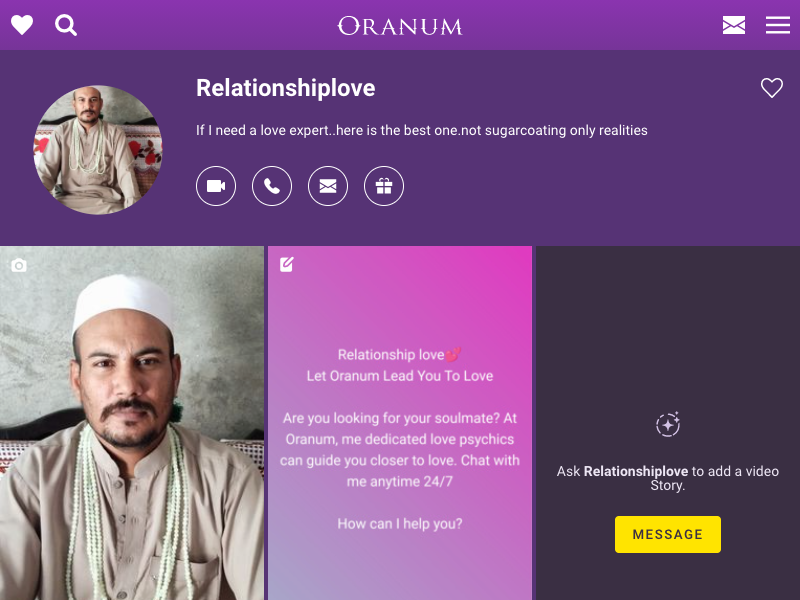 ORANUM
Relationshiplove
If I need a love expert..here is the best one.not sugarcoating only realities
Relationship love💕
Let Oranum Lead You To Love
Are you looking for your soulmate? At
Oranum, me dedicated love psychics
can guide you closer to love. Chat with
me anytime 24/7
How can I help you?
Ask Relationshiplove to add a video
Story.
MESSAGE